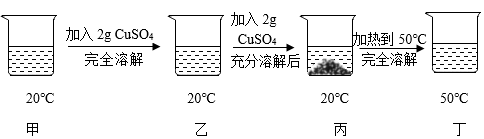 加入 2g CuSO₄
完全溶解
加入 2g
CuSO₄
充分溶解后
加热到 50℃
完全溶解
20℃ 20℃ 20℃ 50℃
甲 乙 丙 丁